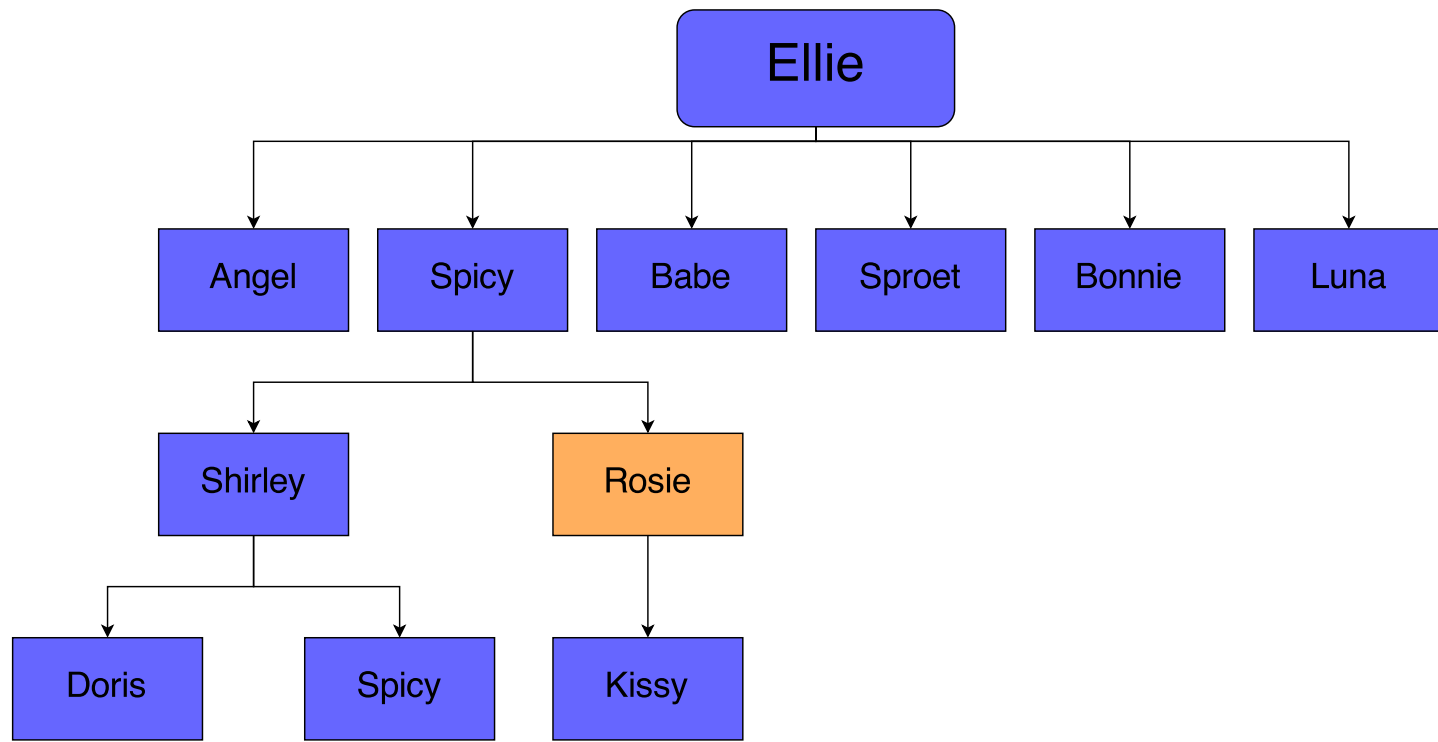 Ellie
Angel
Spicy
Babe
Sproet
Bonnie
Luna
Shirley
Rosie
Doris
Spicy
Kissy